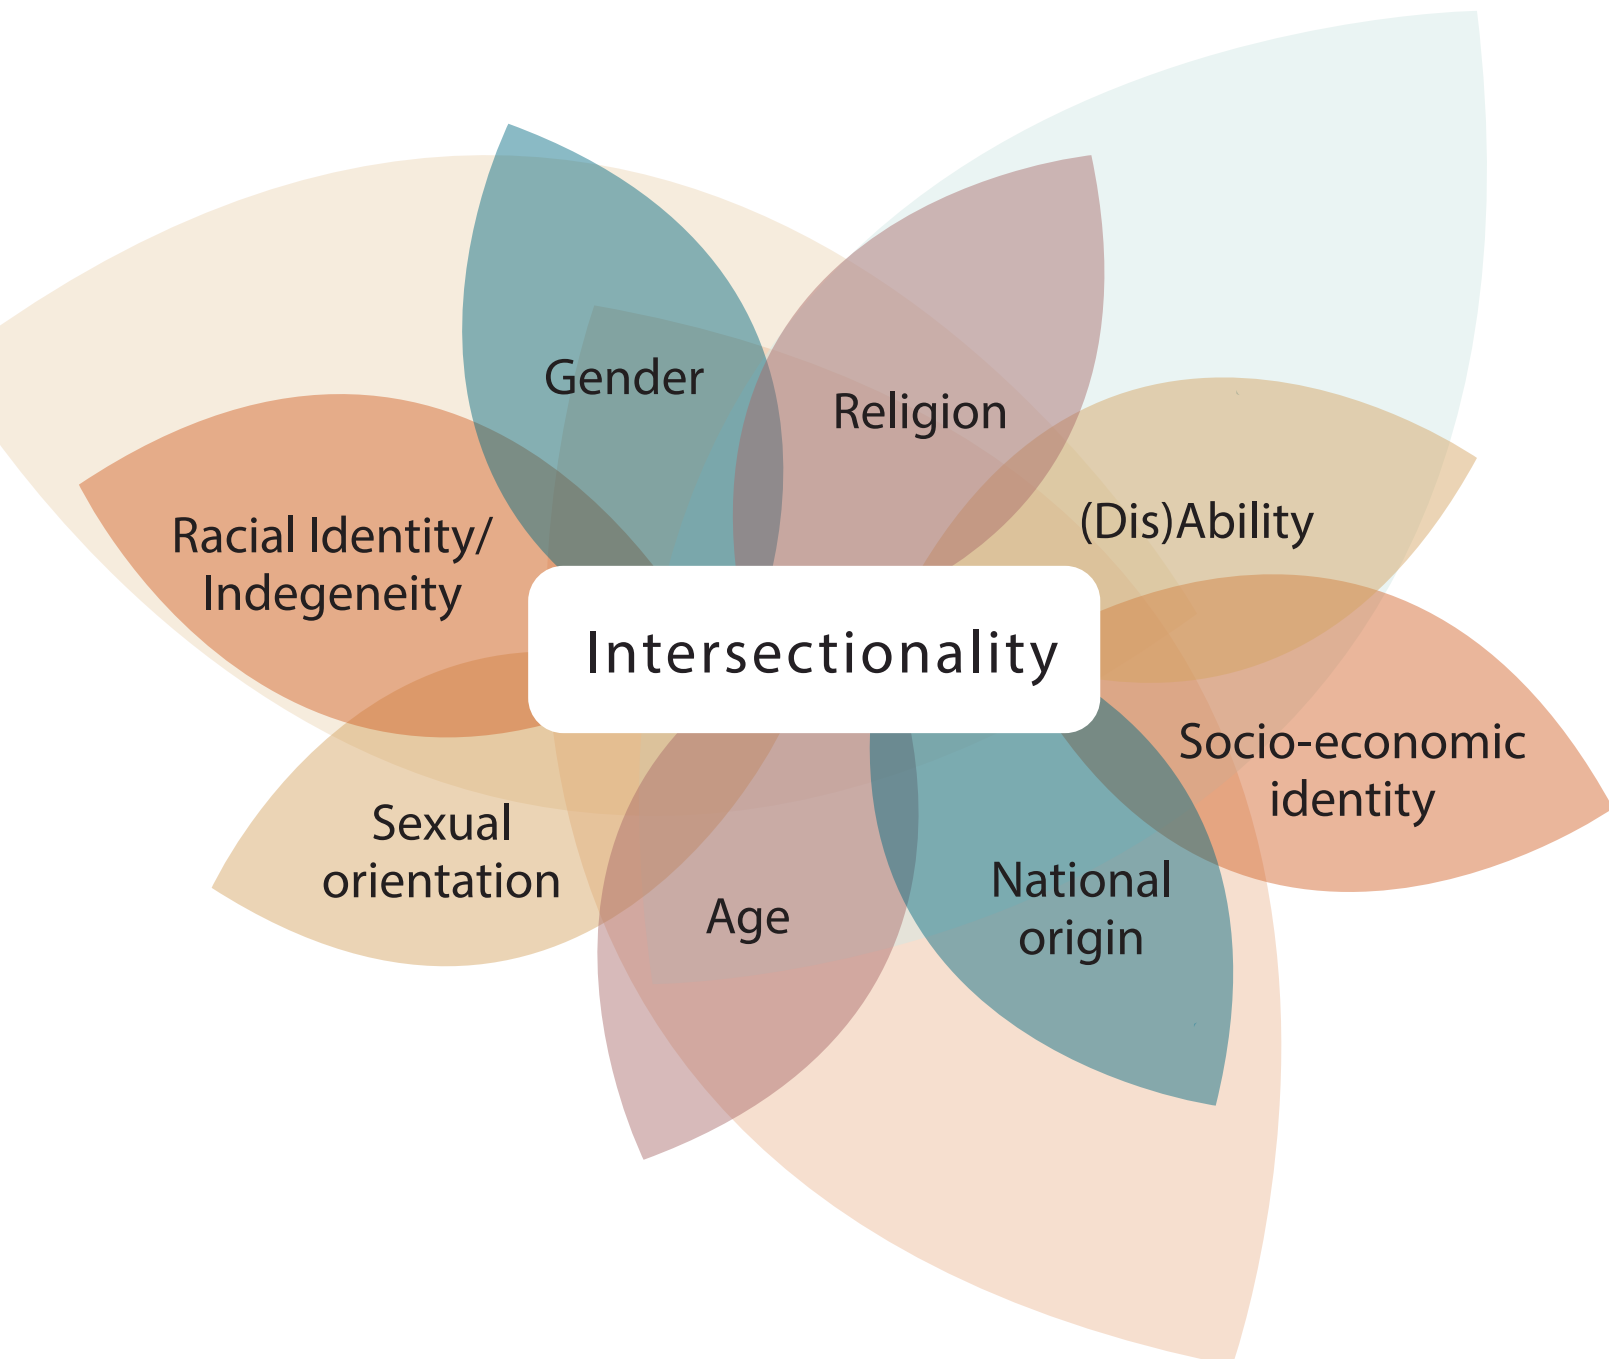 Gender
Religion
(Dis)Ability
Racial Identity/
Indegeneity
Intersectionality
Socio-economic
identity
Sexual
orientation
Age
National
origin